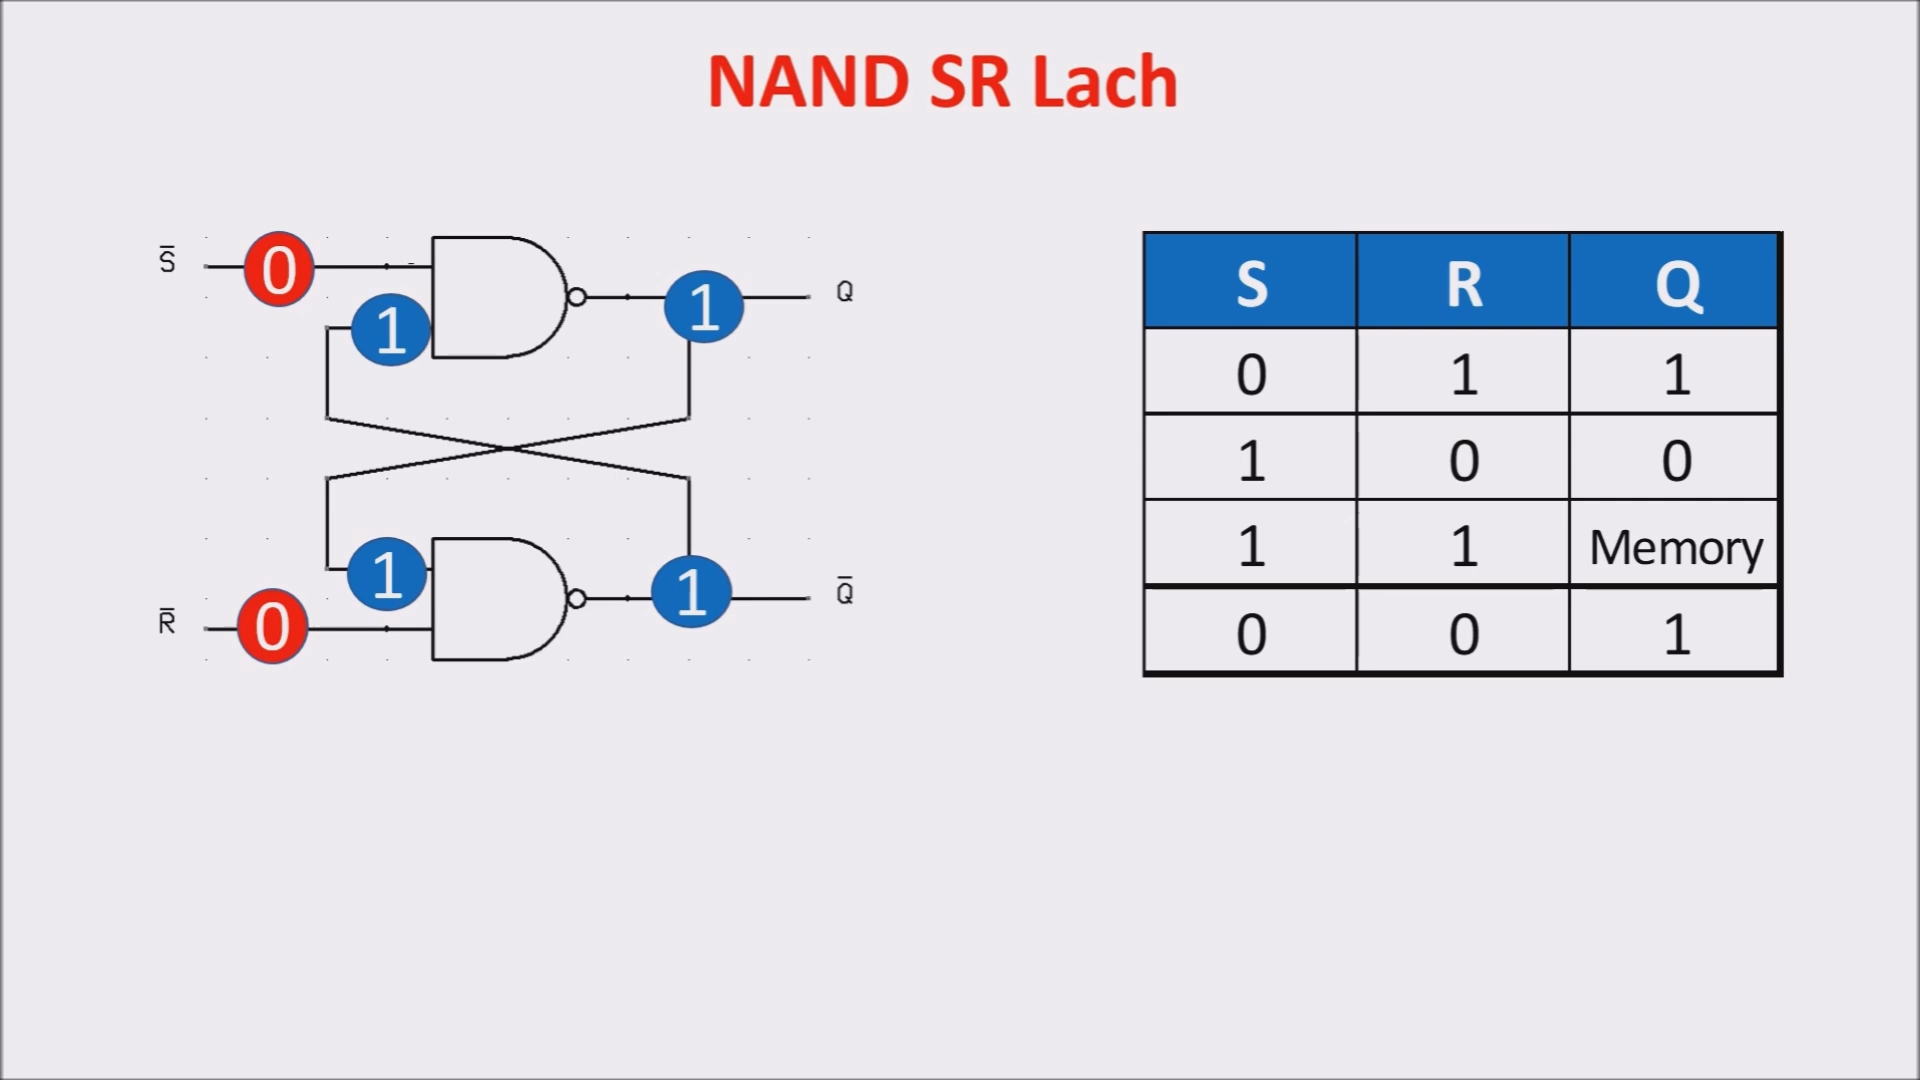 NAND SR Lach
S̅ 0 1 1 Q
1 1 Q̅
R̅ 0
S R Q
0 1 1
1 0 0
1 1 Memory
0 0 1